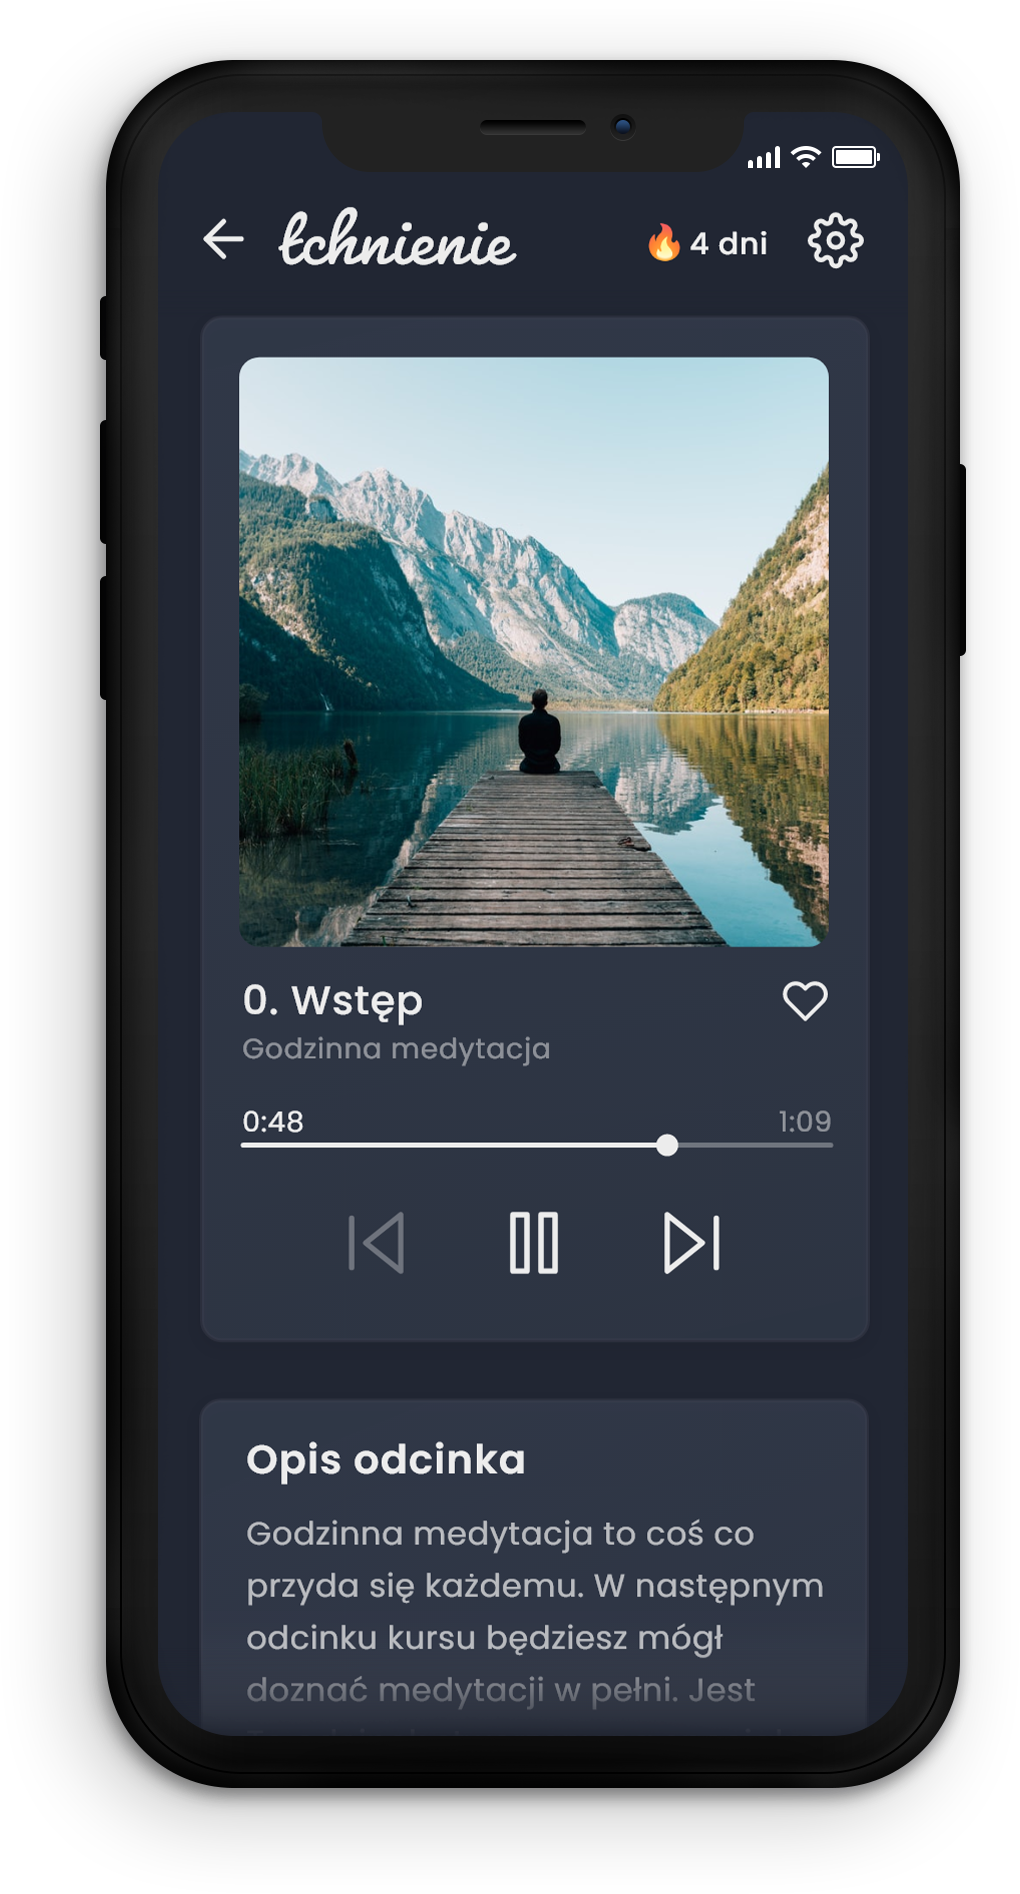 tchnienie
🔥 4 dni
0. Wstęp
Godzinna medytacja
0:48
1:09
Opis odcinka
Godzinna medytacja to coś co
przyda się każdemu. W następnym
odcinku kursu będziesz mógł
doznać medytacji w pełni. Jest